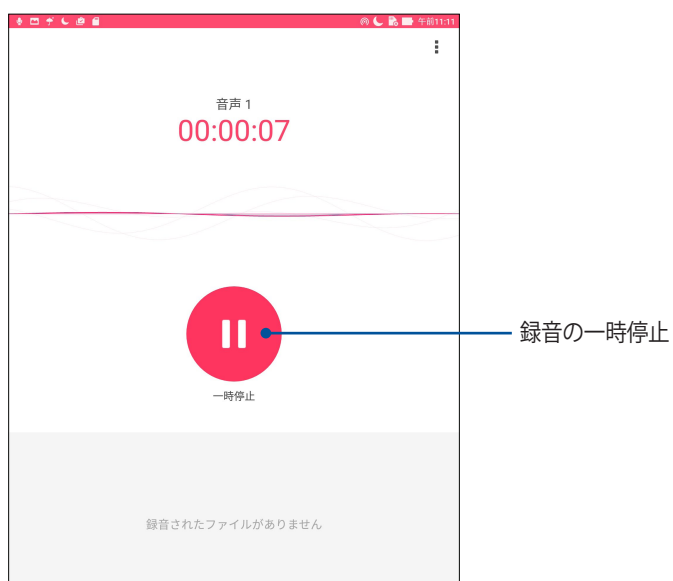 午前11:11
音声 1
00:00:07
録音の一時停止
一時停止
録音されたファイルがありません